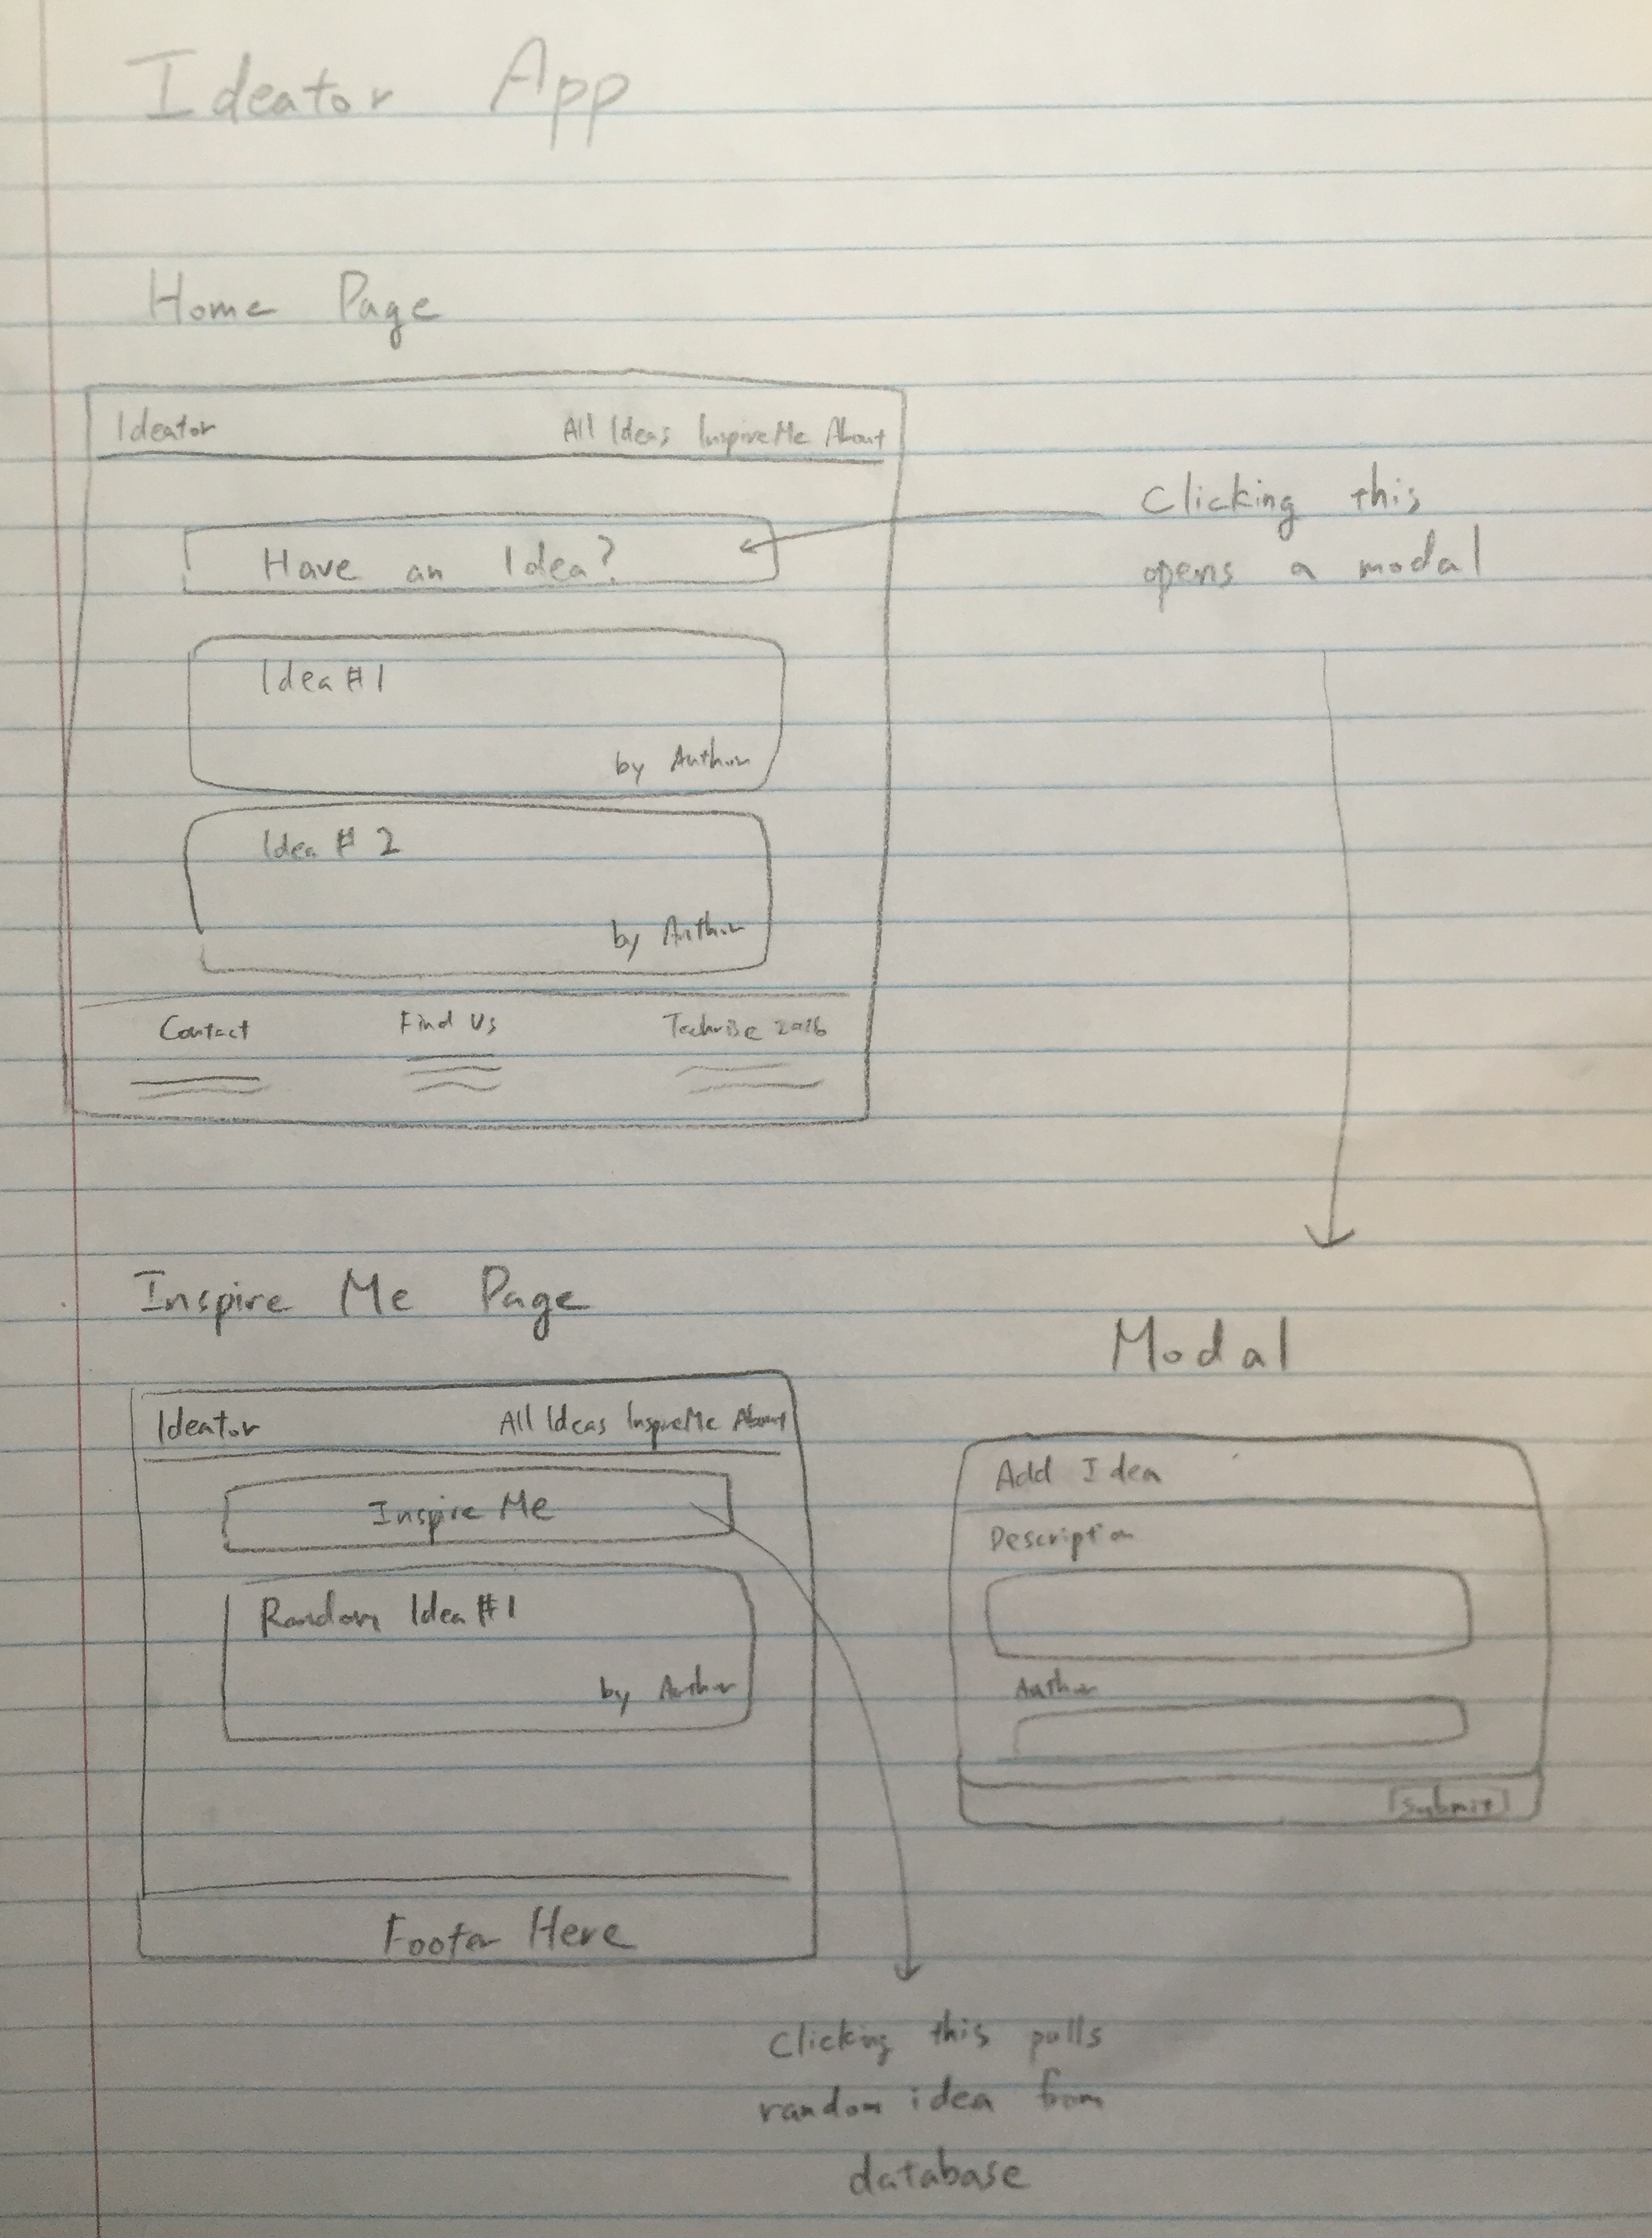 Ideator App
Home Page
Ideator All Ideas InspireMe About
Have an Idea?
Clicking this
opens a modal
Idea #1
by Author
Idea # 2
by Author
Contact Find Us Techrise 2016
Inspire Me Page
Ideator All Ideas InspireMe About
Inspire Me
Random Idea #1
by Author
Footer Here
Modal
Add Idea
Description
Author
Submit
Clicking this pulls
random idea from
database